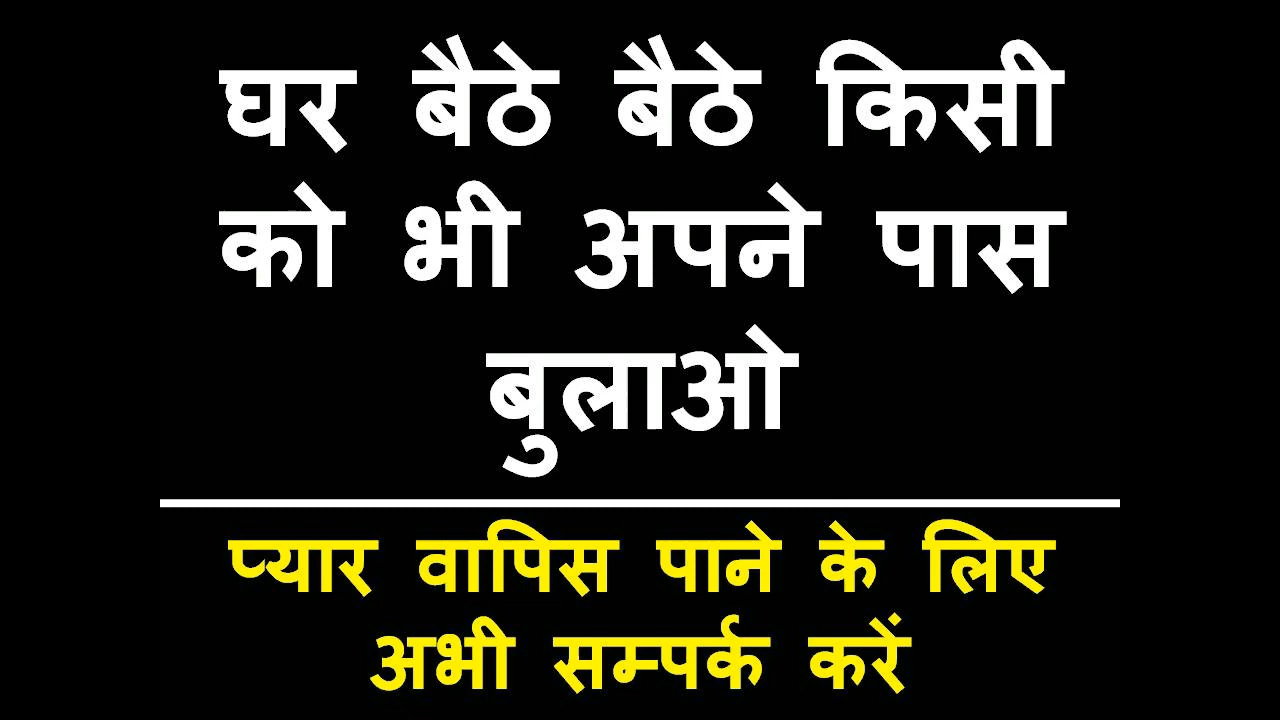 घर बैठे बैठे किसी
को भी अपने पास
बुलाओ
प्यार वापिस पाने के लिए
अभी सम्पर्क करें